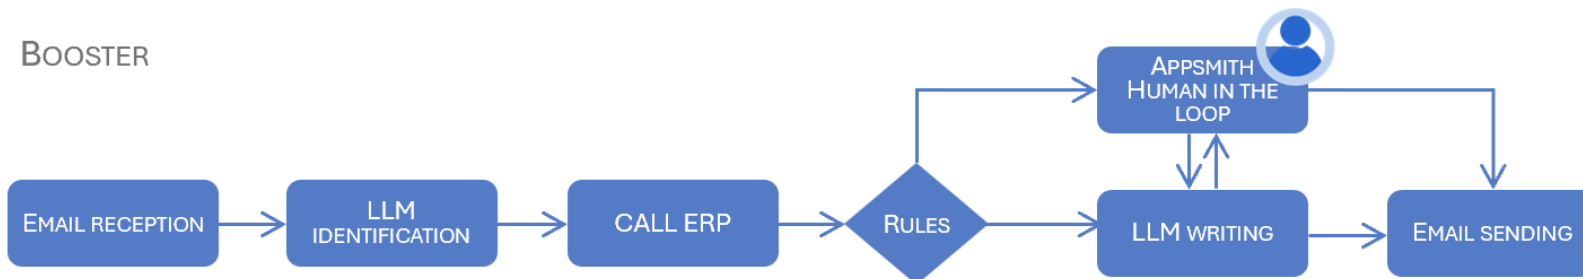 BOOSTER
APPSMITH
HUMAN IN THE
LOOP
EMAIL RECEPTION
LLM
IDENTIFICATION
CALL ERP
RULES
LLM WRITING
EMAIL SENDING